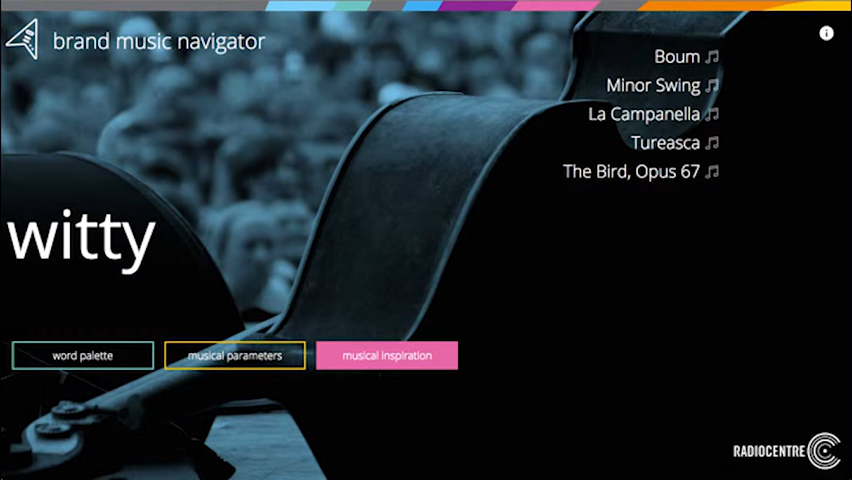 brand music navigator
i
Boum
Minor Swing
La Campanella
Tureasca
The Bird, Opus 67
witty
word palette
musical parameters
musical inspiration
RADIOCENTRE